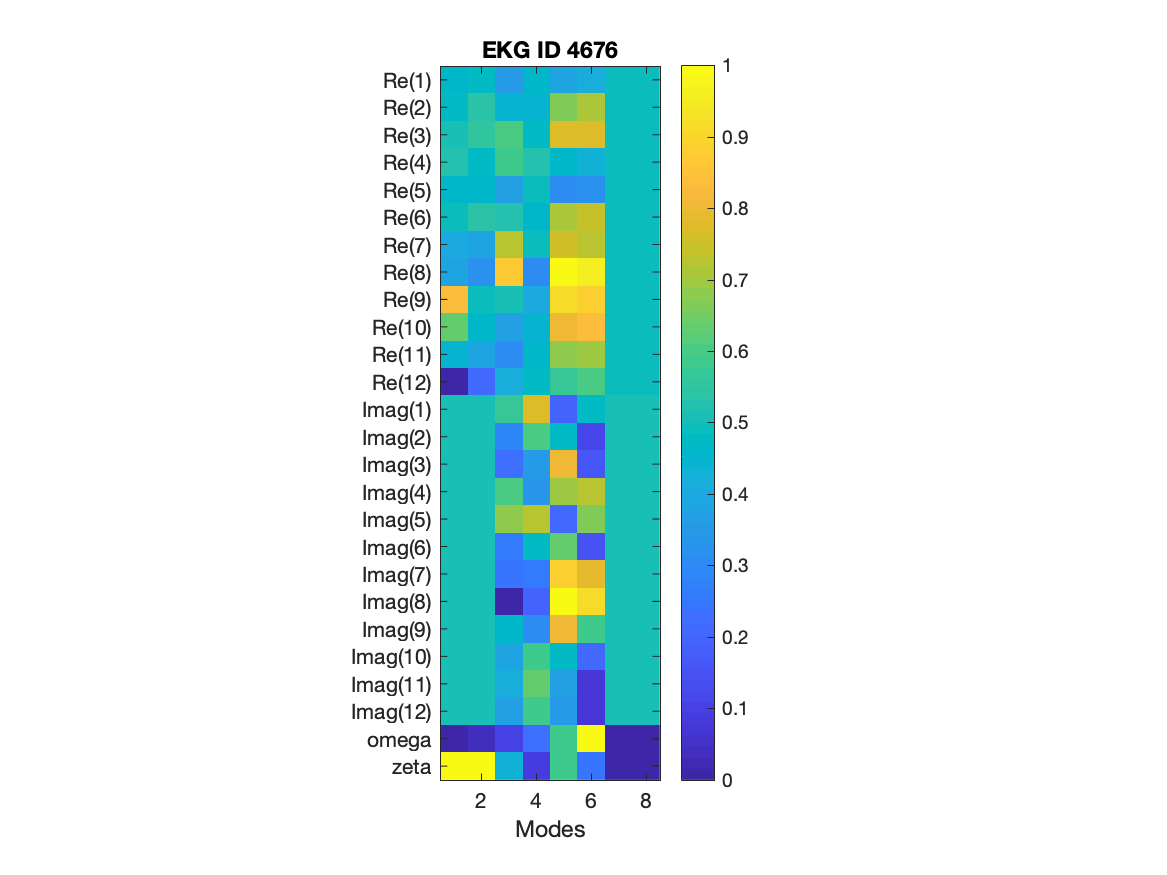 EKG ID 4676
Re(1)
Re(2)
Re(3)
Re(4)
Re(5)
Re(6)
Re(7)
Re(8)
Re(9)
Re(10)
Re(11)
Re(12)
Imag(1)
Imag(2)
Imag(3)
Imag(4)
Imag(5)
Imag(6)
Imag(7)
Imag(8)
Imag(9)
Imag(10)
Imag(11)
Imag(12)
omega
zeta
2 4 6 8
Modes
1
0.9
0.8
0.7
0.6
0.5
0.4
0.3
0.2
0.1
0